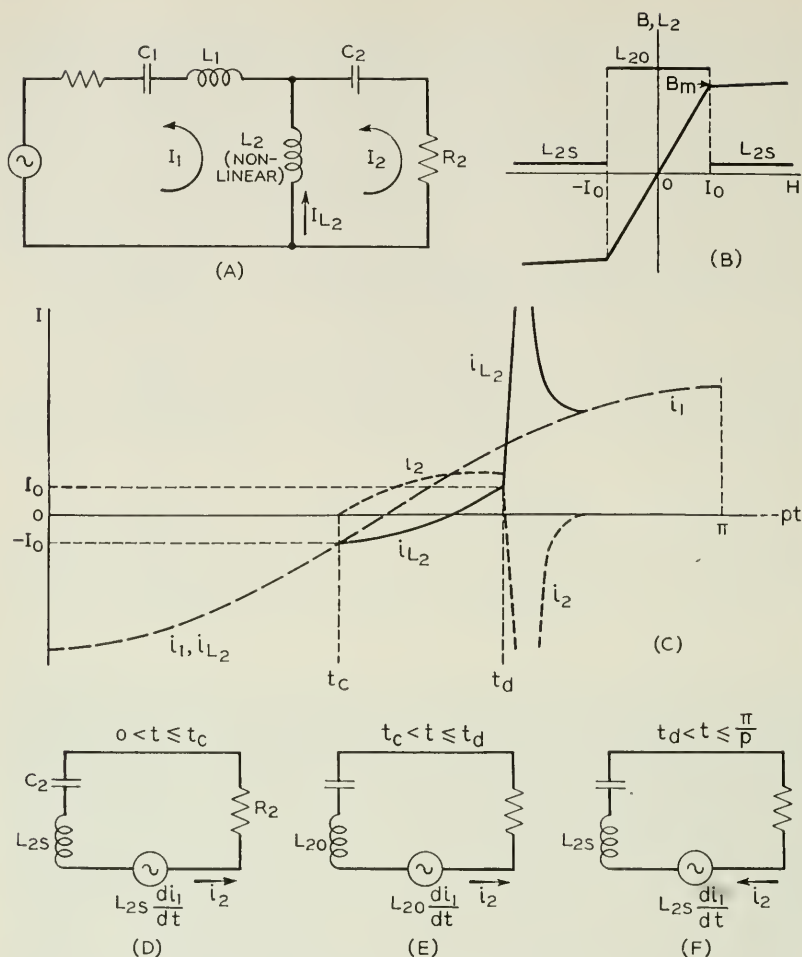 C1 L1 C2
I1
L2
(NON-
LINEAR)
I2
R2
IL2
(A)
B, L2
L20
Bm
L2S
L2S
-I0
0
I0
H
(B)
I
iL2
i1
i2
I0
0
-I0
pt
π
iL2
i2
i1, iL2
(C)
tc
td
0 < t ≤ tc
C2
R2
L2S
L2S di1/dt
i2
(D)
tc < t ≤ td
L20
L20 di1/dt
i2
(E)
td < t ≤ π/p
L2S
L2S di1/dt
i2
(F)